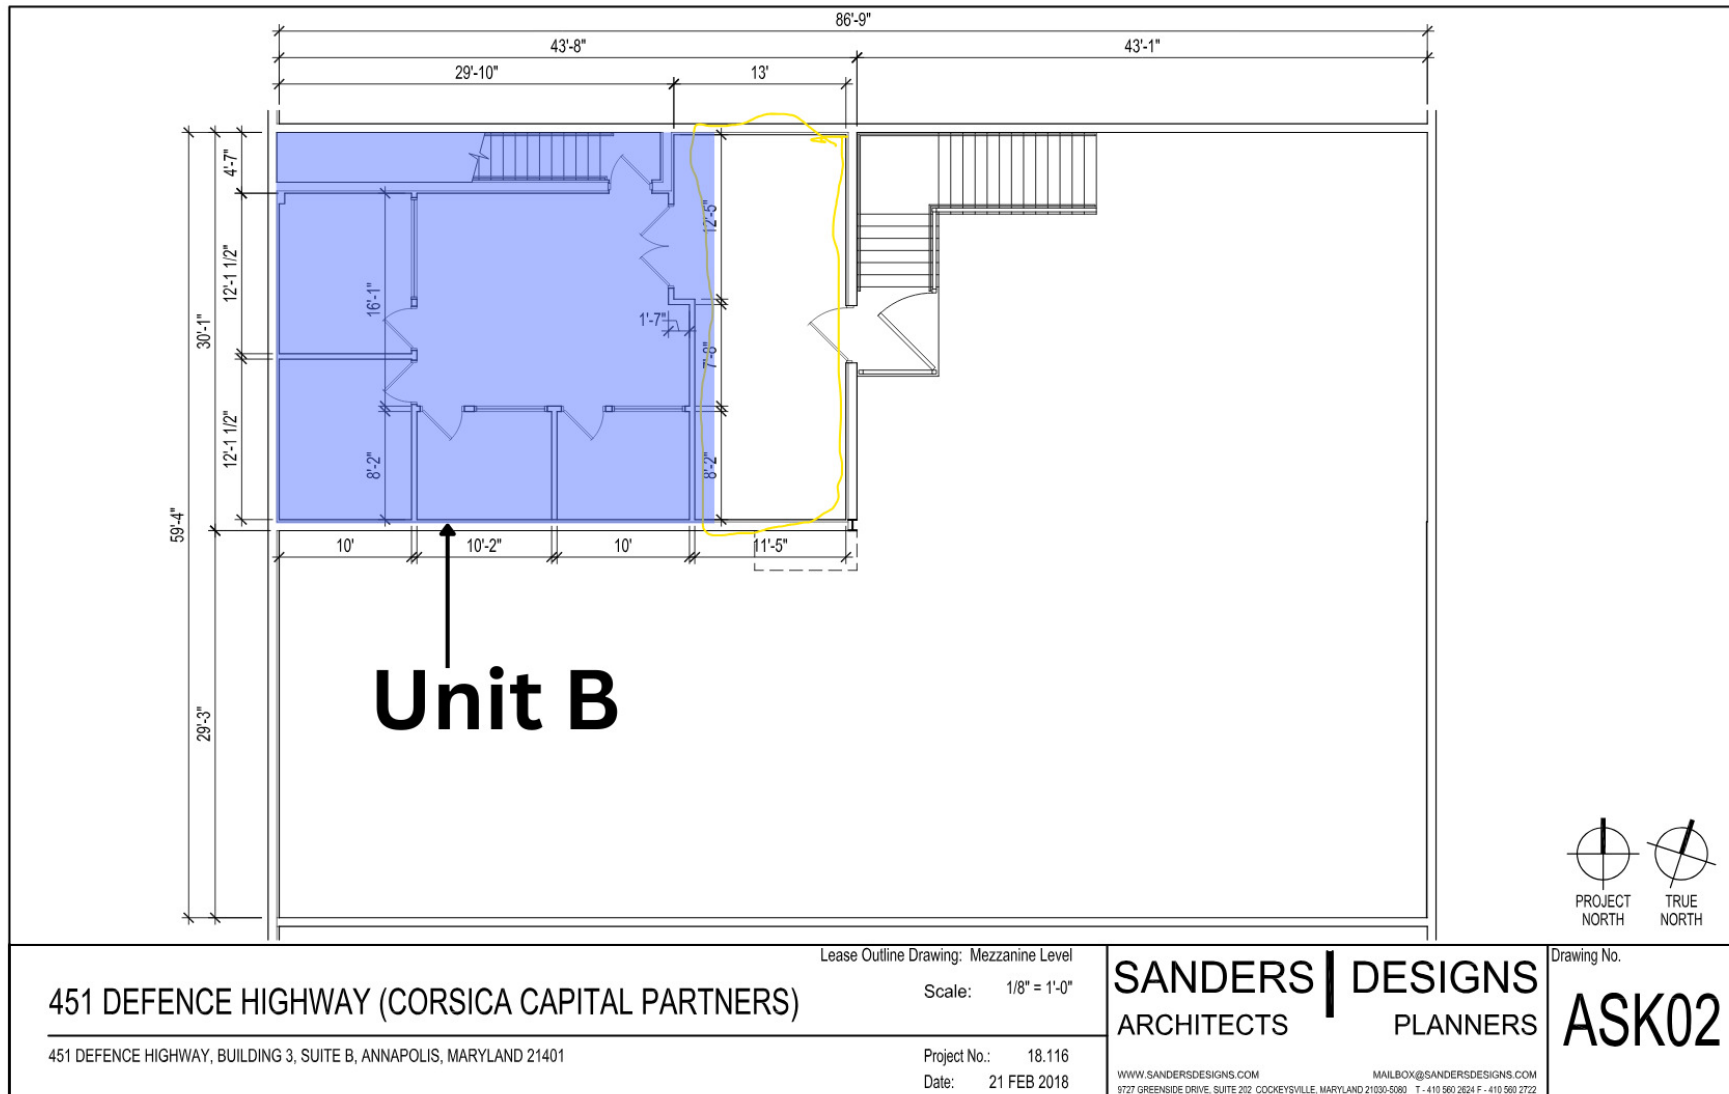 86'-9"
43'-8"
43'-1"
29'-10"
13'
4'-7"
12'-1 1/2"
12'-1 1/2"
30'-1"
59'-4"
29'-3"
16'-1"
8'-2"
12'-5"
1'-7"
7'-8"
8'-2"
10'
10'-2"
10'
11'-5"
Unit B
PROJECT
NORTH
TRUE
NORTH
Lease Outline Drawing: Mezzanine Level
Scale: 1/8" = 1'-0"
451 DEFENCE HIGHWAY (CORSICA CAPITAL PARTNERS)
451 DEFENCE HIGHWAY, BUILDING 3, SUITE B, ANNAPOLIS, MARYLAND 21401
Project No.: 18.116
Date: 21 FEB 2018
SANDERS DESIGNS
ARCHITECTS PLANNERS
WWW.SANDERSDESIGNS.COM MAILBOX@SANDERSDESIGNS.COM
9727 GREENSIDE DRIVE, SUITE 202 COCKEYSVILLE, MARYLAND 21030-5080 T - 410 560 2624 F - 410 560 2722
Drawing No.
ASK02